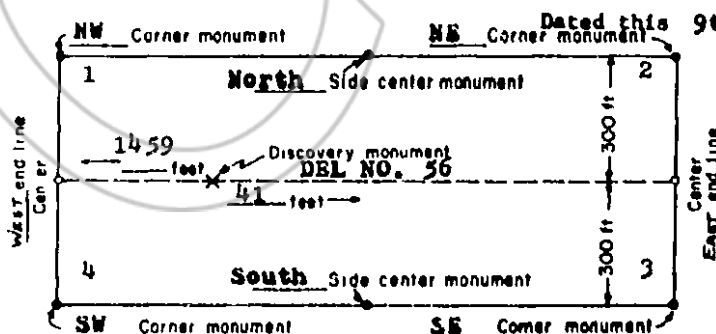 Dated this 9
NW Corner monument NE Corner monument
1 North Side center monument 2
1459 feet Discovery monument
DEL NO. 56
41 feet
300 ft
300 ft
WEST end line
Center
Center
EAST end line
4 South Side center monument 3
SW Corner monument SE Corner monument